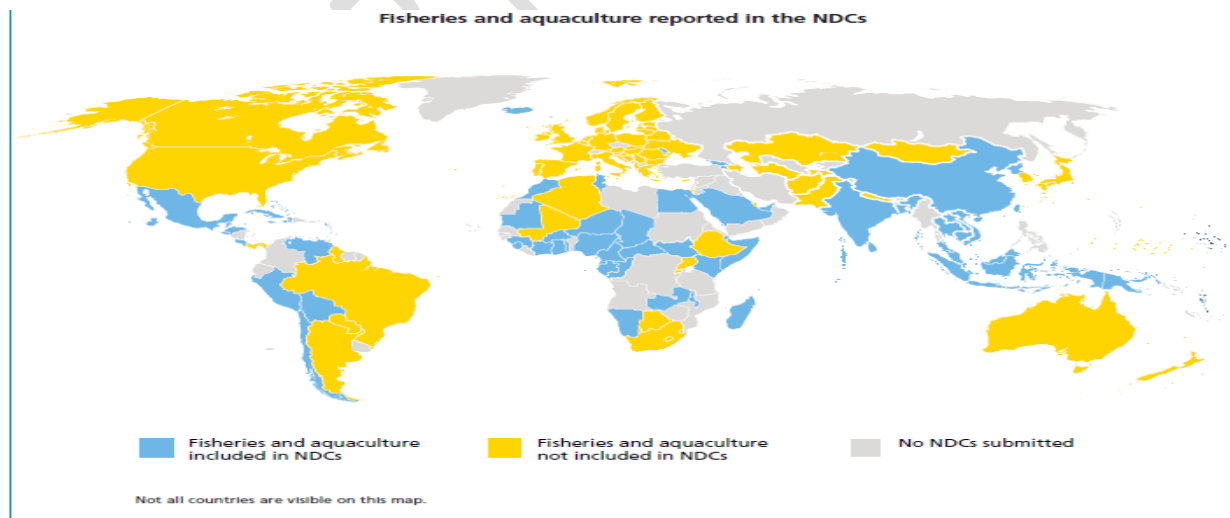 Fisheries and aquaculture reported in the NDCs
Fisheries and aquaculture
included in NDCs
Fisheries and aquaculture
not included in NDCs
No NDCs submitted
Not all countries are visible on this map.